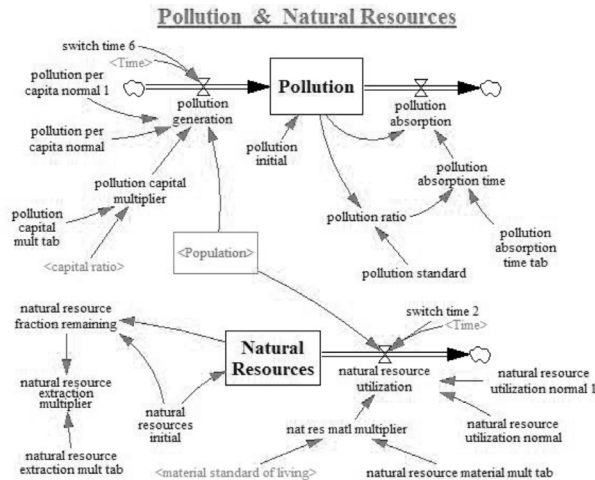 Pollution & Natural Resources
switch time 6
<Time>
pollution per
capita normal 1
pollution
generation
Pollution
pollution
absorption
pollution per
capita normal
pollution
initial
pollution
absorption time
pollution capital
multiplier
pollution
capital
mult tab
pollution ratio
pollution
absorption
time tab
<capital ratio>
<Population>
pollution standard
natural resource
fraction remaining
switch time 2
<Time>
Natural
Resources
natural resource
utilization
natural resource
utilization normal 1
natural resource
extraction
multiplier
natural
resources
initial
natural resource
utilization normal
nat res matl multiplier
natural resource
extraction mult tab
<material standard of living>
natural resource material mult tab